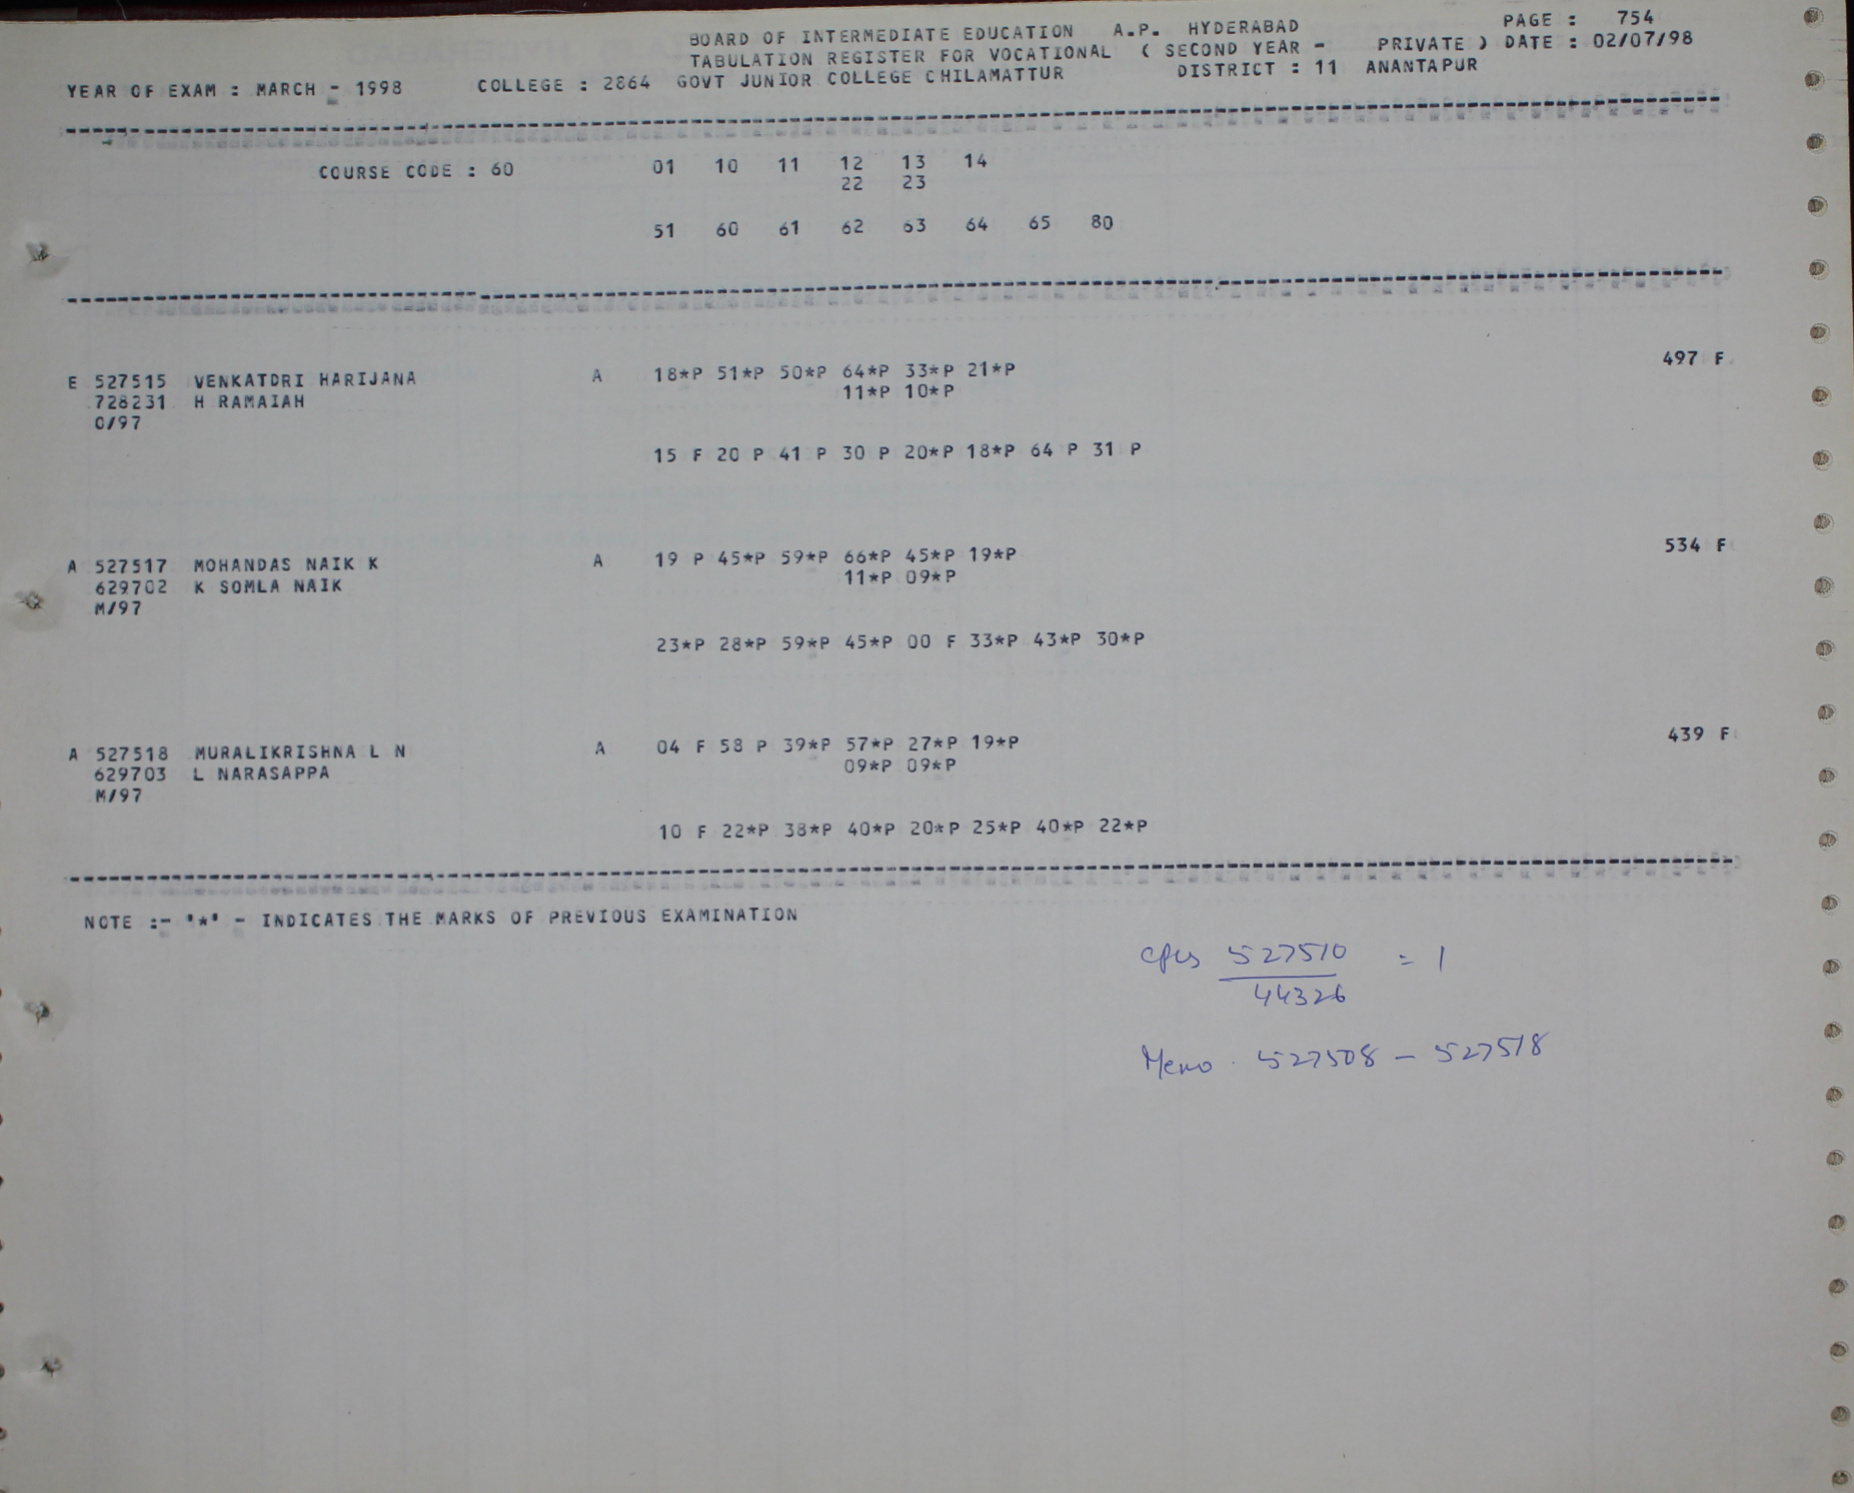 BOARD OF INTERMEDIATE EDUCATION A.P. HYDERABAD PAGE : 754
TABULATION REGISTER FOR VOCATIONAL ( SECOND YEAR - PRIVATE ) DATE : 02/07/98
YEAR OF EXAM : MARCH - 1998 COLLEGE : 2864 GOVT JUNIOR COLLEGE CHILAMATTUR DISTRICT : 11 ANANTAPUR
COURSE CODE : 60 01 10 11 12 13 14
22 23
51 60 61 62 63 64 65 80
E 527515 VENKATDRI HARIJANA A 18*P 51*P 50*P 64*P 33*P 21*P 497 F
728231 H RAMAIAH 11*P 10*P
O/97
15 F 20 P 41 P 30 P 20*P 18*P 64 P 31 P
A 527517 MOHANDAS NAIK K A 19 P 45*P 59*P 66*P 45*P 19*P 534 F
629702 K SOMLA NAIK 11*P 09*P
M/97
23*P 28*P 59*P 45*P 00 F 33*P 43*P 30*P
A 527518 MURALIKRISHNA L N A 04 F 58 P 39*P 57*P 27*P 19*P 439 F
629703 L NARASAPPA 09*P 09*P
M/97
10 F 22*P 38*P 40*P 20*P 25*P 40*P 22*P
NOTE :- '*' - INDICATES THE MARKS OF PREVIOUS EXAMINATION
527510 = 1
44326
Memo 527508 - 527518